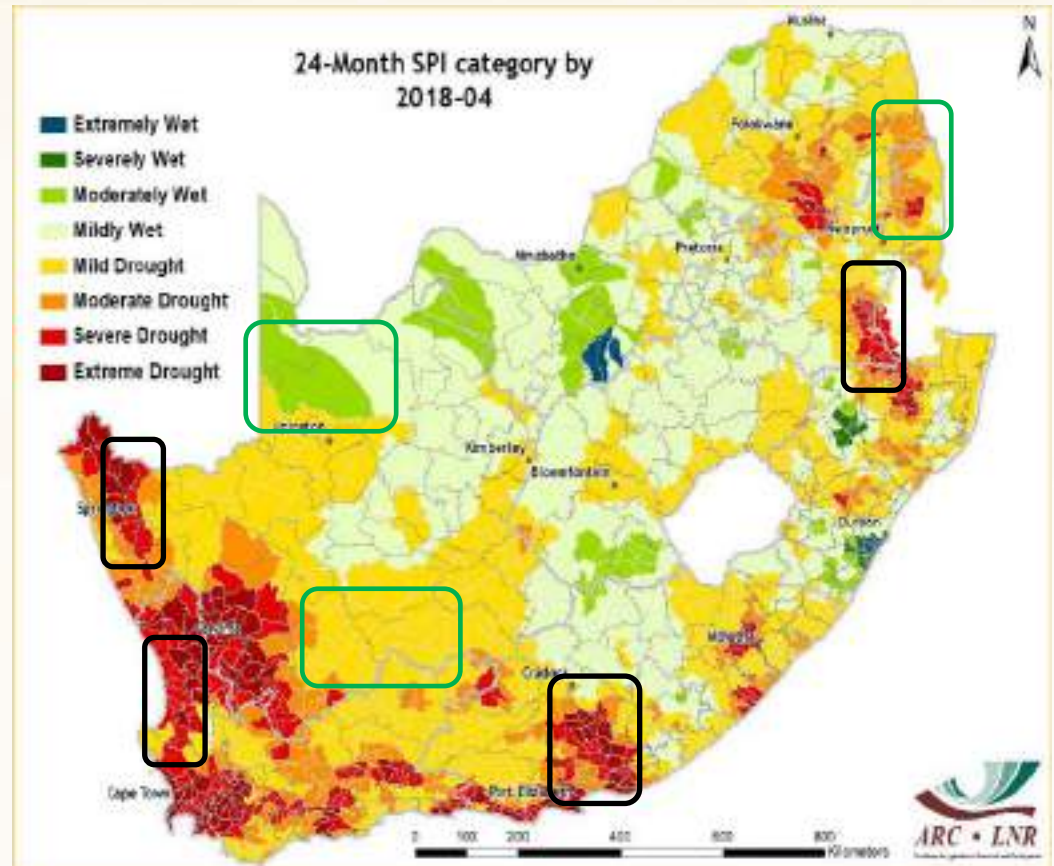 24-Month SPI category by
2018-04
N
Extremely Wet
Severely Wet
Moderately Wet
Mildly Wet
Mild Drought
Moderate Drought
Severe Drought
Extreme Drought
Polokwane
Pretoria
Kimberley
Bloemfontein
Durban
Cradock
Cape Town
Port Elizabeth
0 100 200 400 600 800
Kilometers
ARC • LNR